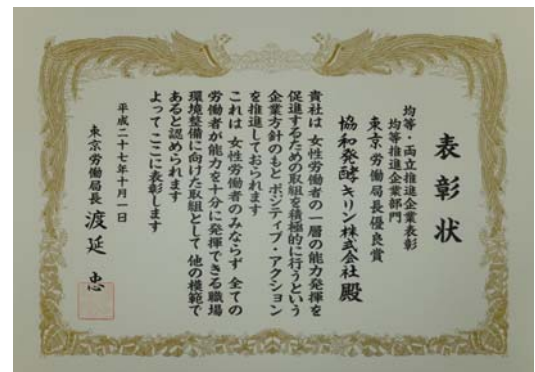 表彰状
均等・両立推進企業表彰
均等推進企業部門
東京労働局長優良賞
協和発酵キリン株式会社 殿
貴社は 女性労働者の一層の能力発揮を
促進するための取組を積極的に行うという
企業方針のもと ポジティブ・アクション
を推進しておられます
これは 女性労働者のみならず 全ての
労働者が能力を十分に発揮できる職場
環境整備に向けた取組として 他の模範で
あると認められます
よってここに表彰します
平成二十七年十月一日
東京労働局長 渡延 忠